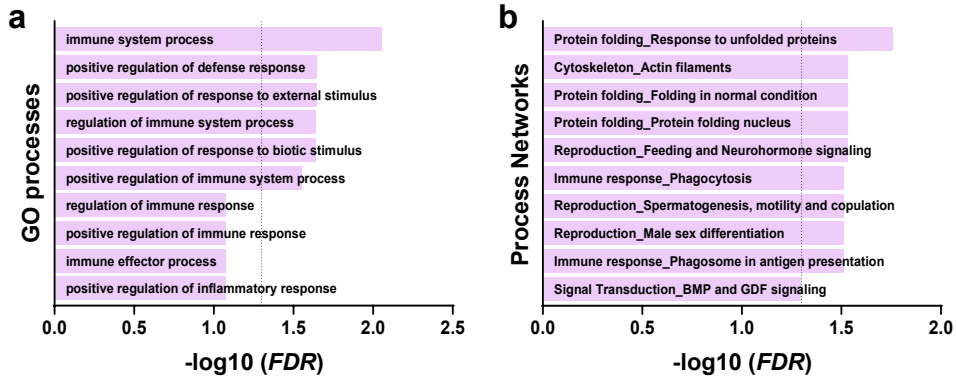 a
GO processes
immune system process
positive regulation of defense response
positive regulation of response to external stimulus
regulation of immune system process
positive regulation of response to biotic stimulus
positive regulation of immune system process
regulation of immune response
positive regulation of immune response
immune effector process
positive regulation of inflammatory response
0.0 0.5 1.0 1.5 2.0 2.5
-log10 (FDR)
b
Process Networks
Protein folding_Response to unfolded proteins
Cytoskeleton_Actin filaments
Protein folding_Folding in normal condition
Protein folding_Protein folding nucleus
Reproduction_Feeding and Neurohormone signaling
Immune response_Phagocytosis
Reproduction_Spermatogenesis, motility and copulation
Reproduction_Male sex differentiation
Immune response_Phagosome in antigen presentation
Signal Transduction_BMP and GDF signaling
0.0 0.5 1.0 1.5 2.0
-log10 (FDR)